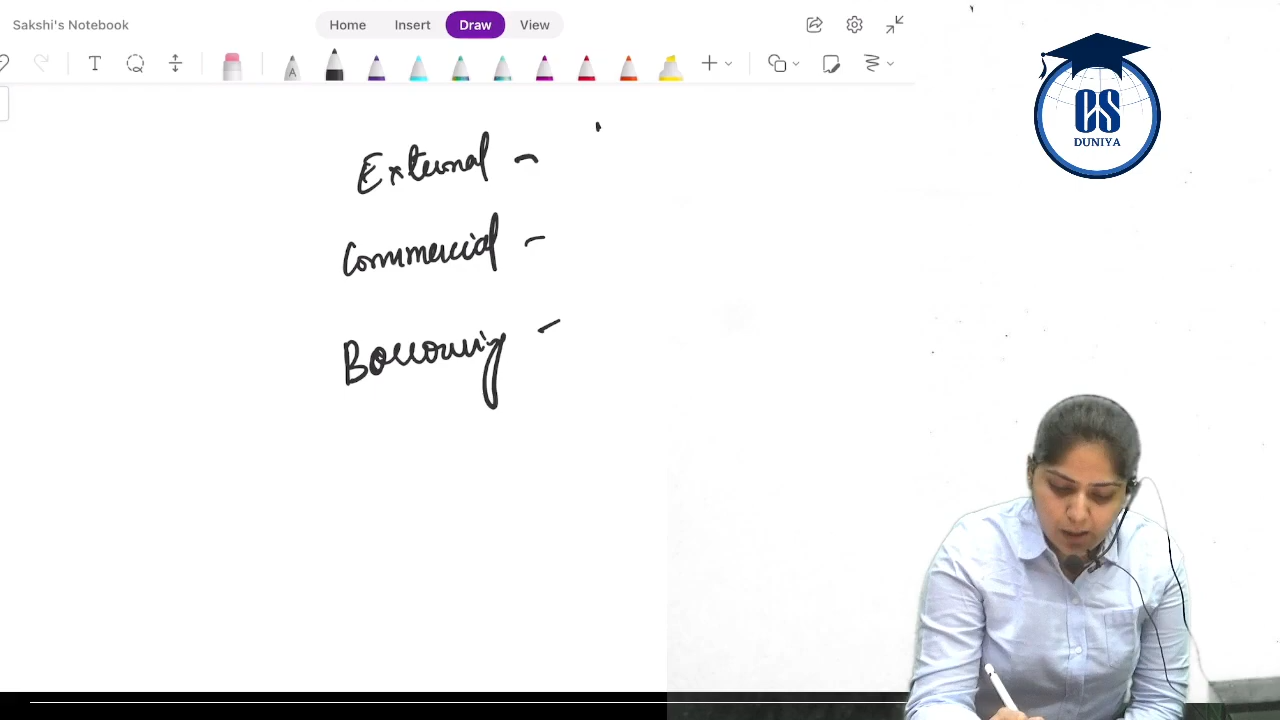 Sakshi's Notebook
Home Insert Draw View
T
A
CS
DUNIYA
External -
Commercial -
Borrowing -